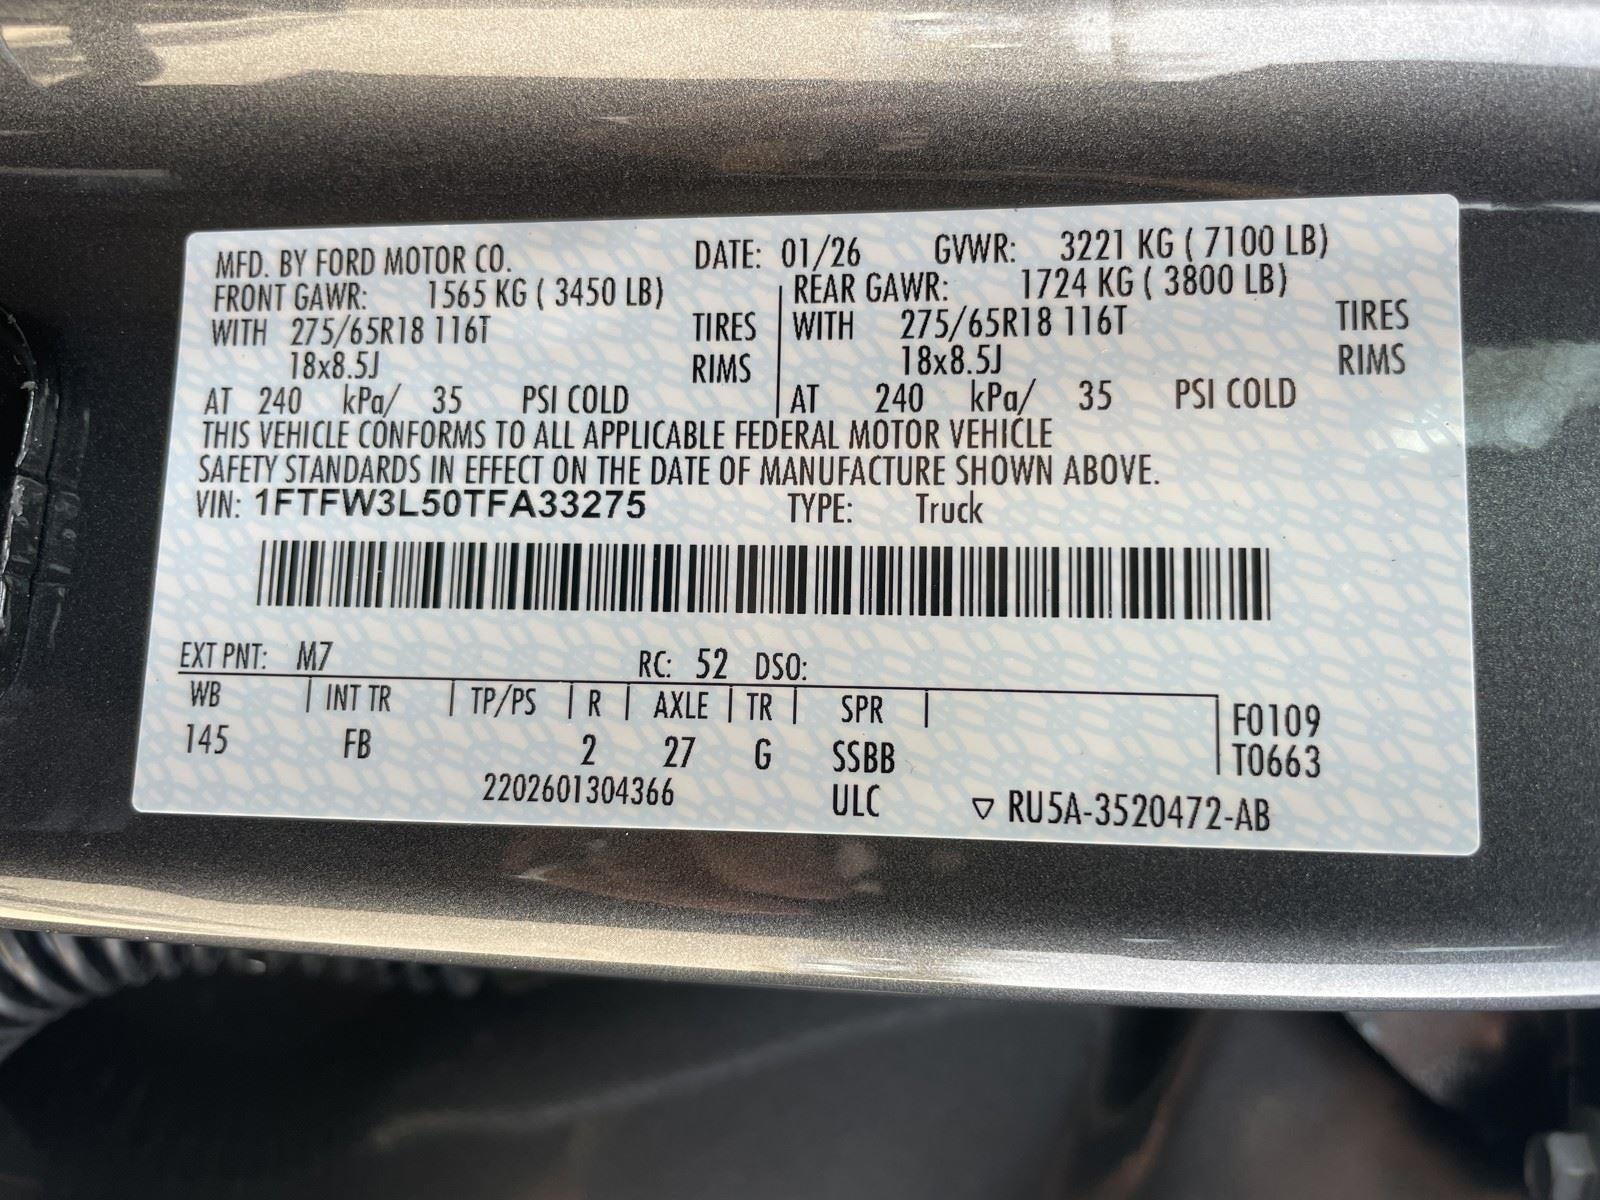 MFD. BY FORD MOTOR CO. DATE: 01/26 GVWR: 3221 KG ( 7100 LB)
FRONT GAWR: 1565 KG ( 3450 LB) REAR GAWR: 1724 KG ( 3800 LB)
WITH 275/65R18 116T TIRES WITH 275/65R18 116T TIRES
18x8.5J RIMS 18x8.5J RIMS
AT 240 kPa/ 35 PSI COLD AT 240 kPa/ 35 PSI COLD
THIS VEHICLE CONFORMS TO ALL APPLICABLE FEDERAL MOTOR VEHICLE
SAFETY STANDARDS IN EFFECT ON THE DATE OF MANUFACTURE SHOWN ABOVE.
VIN: 1FTFW3L50TFA33275 TYPE: Truck
EXT PNT: M7 RC: 52 DSO:
WB INT TR TP/PS R AXLE TR SPR F0109
145 FB 2 27 G SSBB T0663
2202601304366 ULC ▽ RU5A-3520472-AB